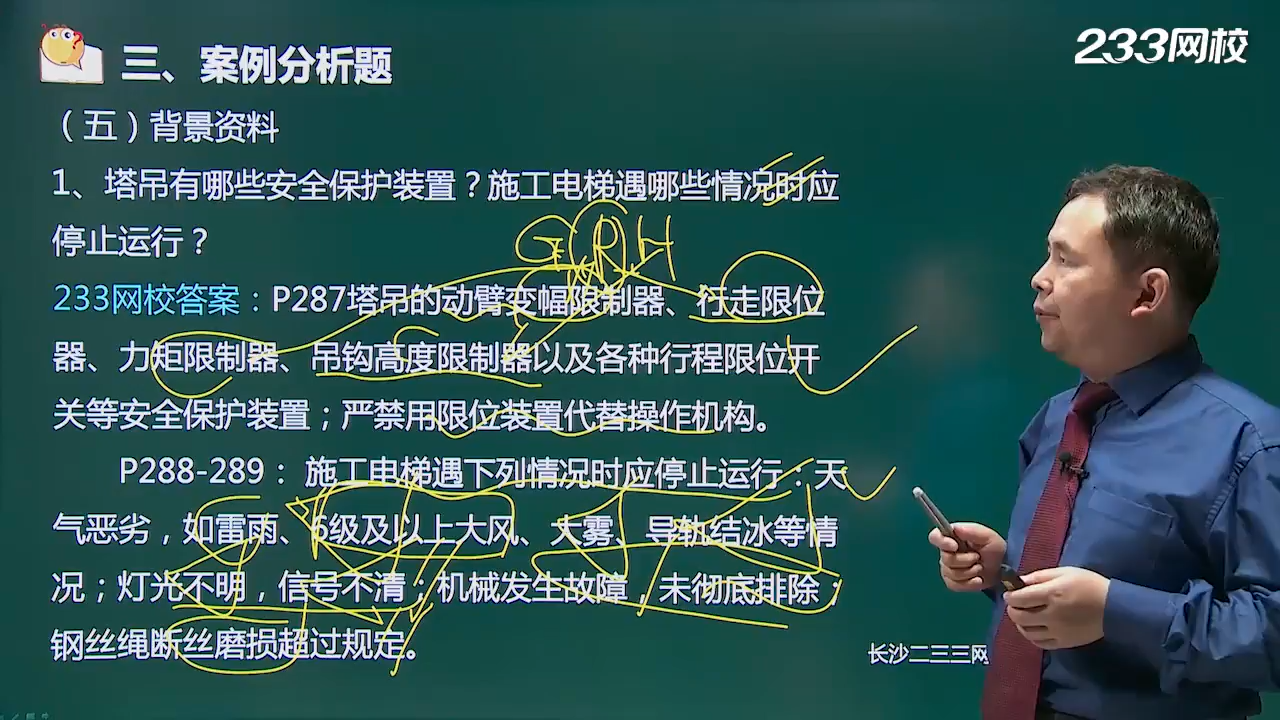 233网校
三、案例分析题
（五）背景资料
1、塔吊有哪些安全保护装置？施工电梯遇哪些情况时应
停止运行？
GRH
233网校答案：P287塔吊的动臂变幅限制器、行走限位
器、力矩限制器、吊钩高度限制器以及各种行程限位开
关等安全保护装置；严禁用限位装置代替操作机构。
P288-289： 施工电梯遇下列情况时应停止运行：天
气恶劣，如雷雨、6级及以上大风、大雾、导轨结冰等情
况；灯光不明，信号不清；机械发生故障，未彻底排除；
钢丝绳断丝磨损超过规定。
长沙二三三网